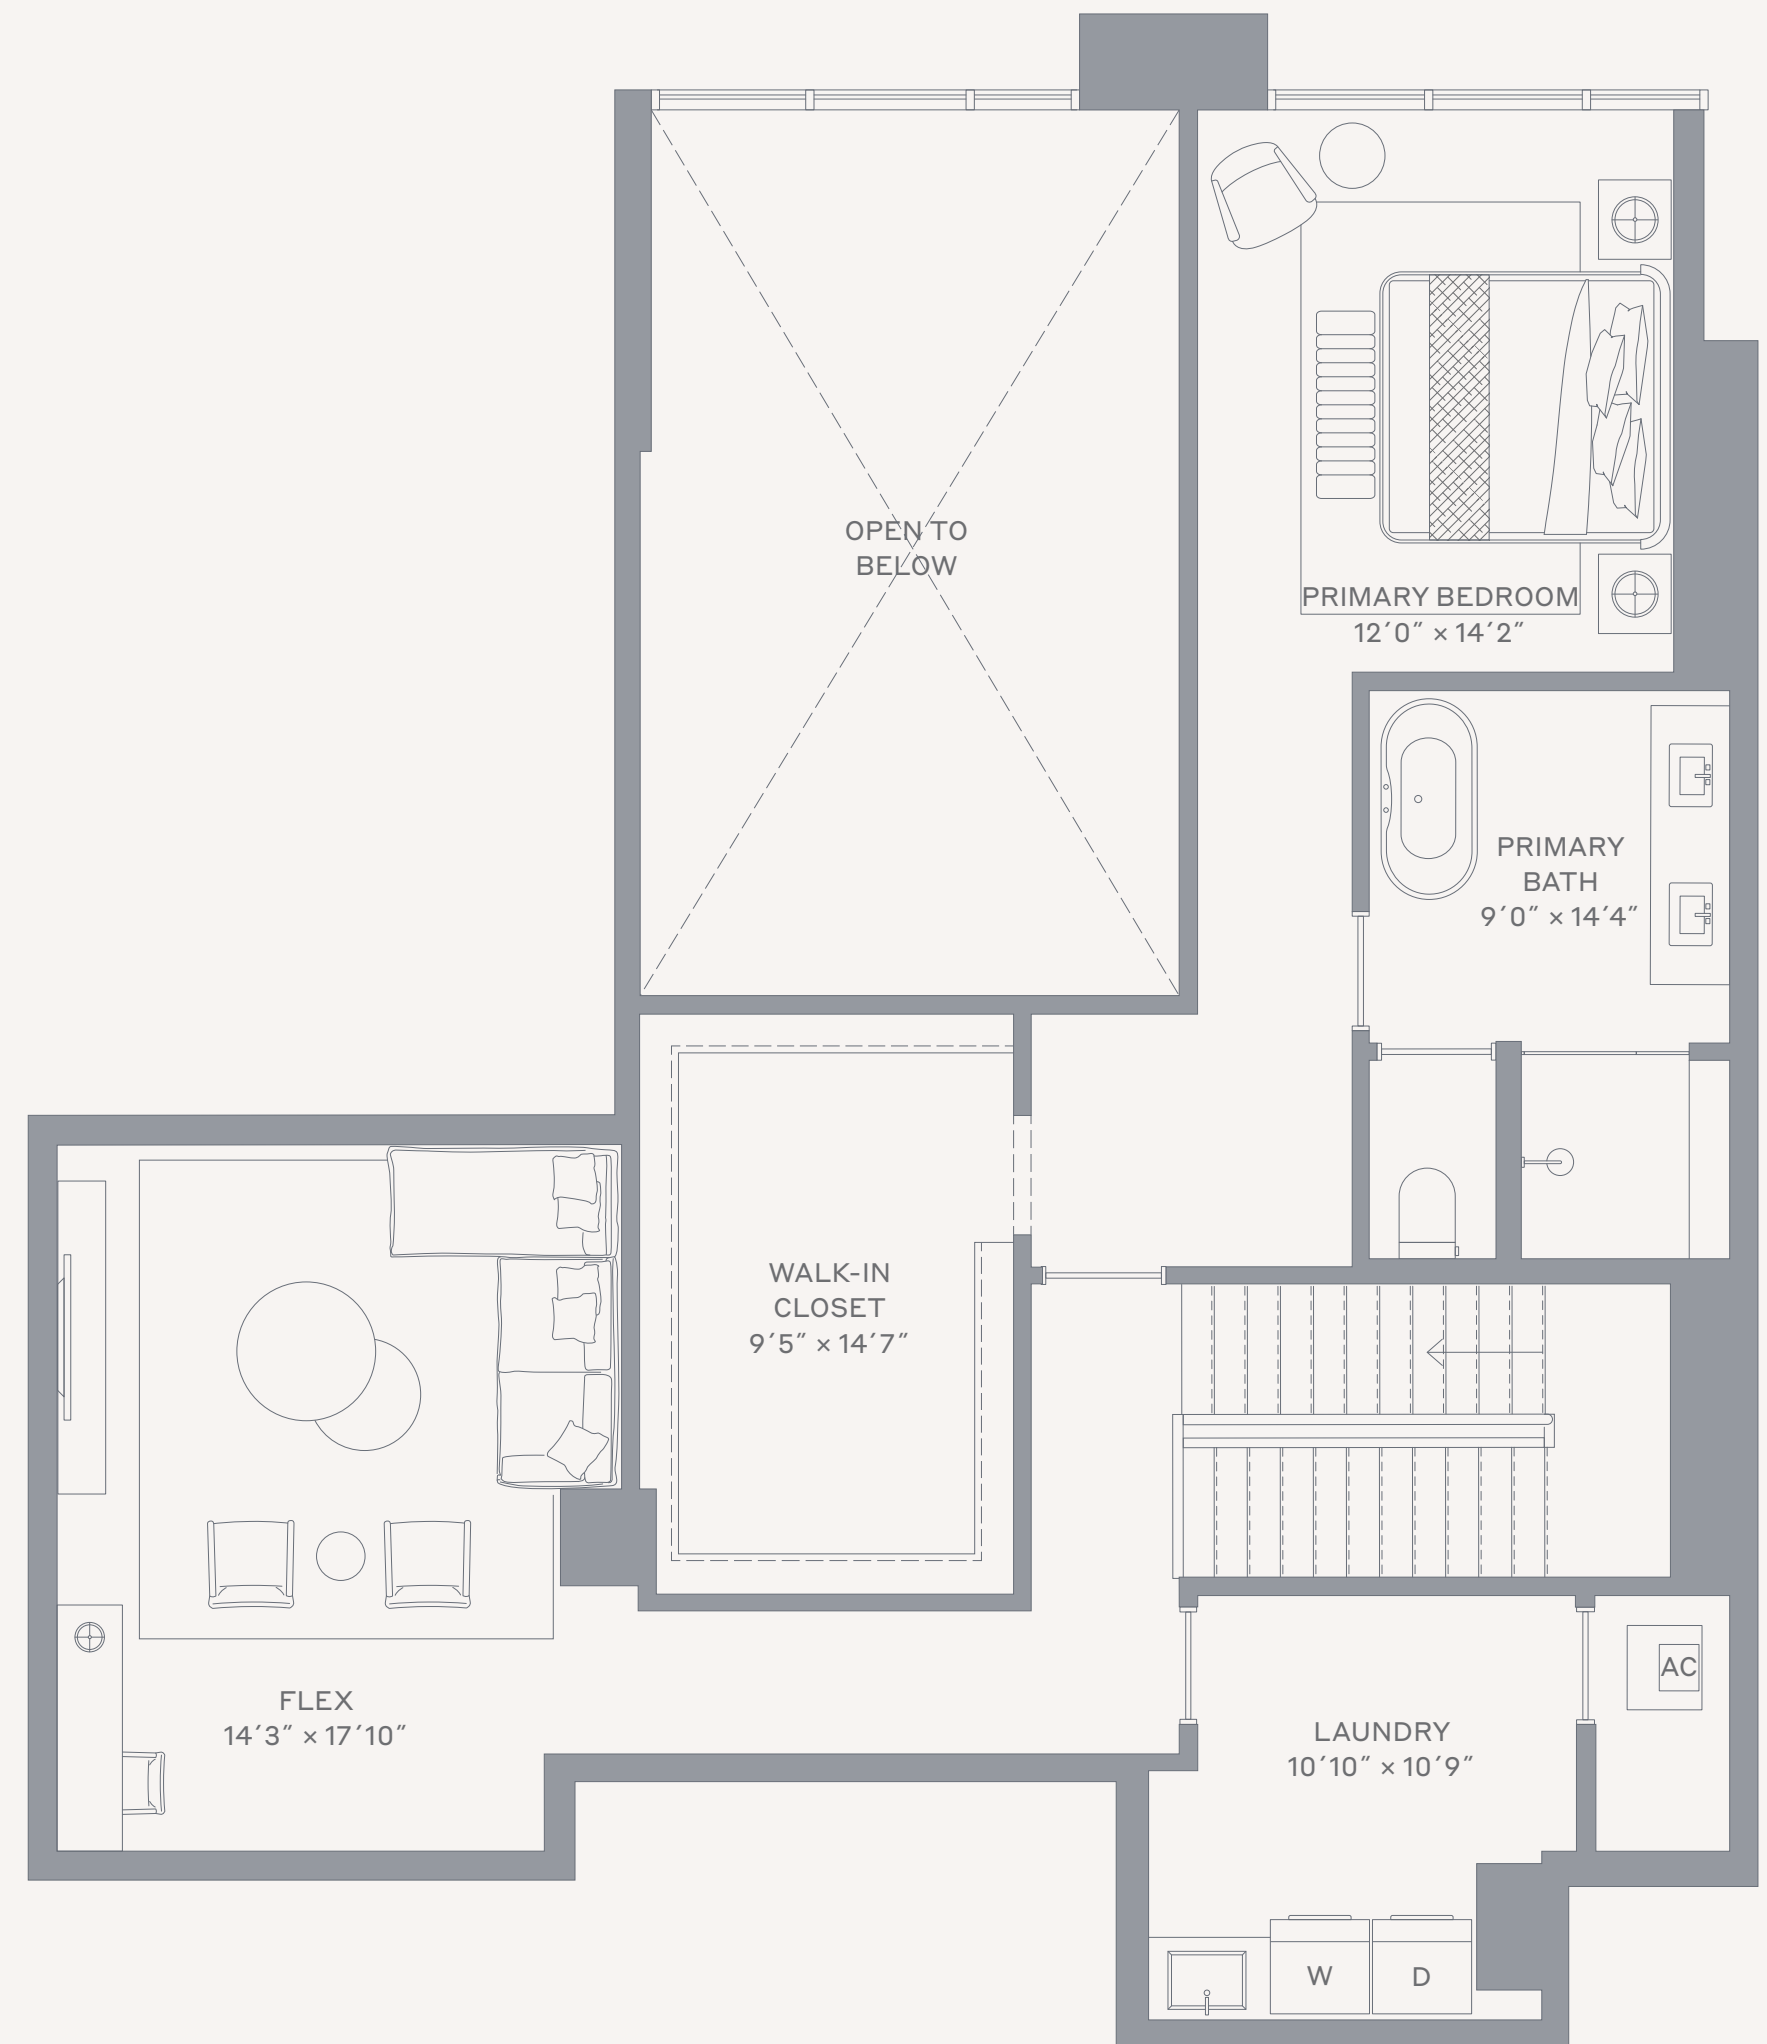 OPEN TO
BELOW
PRIMARY BEDROOM
12´0˝ × 14´2˝
PRIMARY
BATH
9´0˝ × 14´4˝
WALK-IN
CLOSET
9´5˝ × 14´7˝
FLEX
14´3˝ × 17´10˝
LAUNDRY
10´10˝ × 10´9˝
AC
W
D